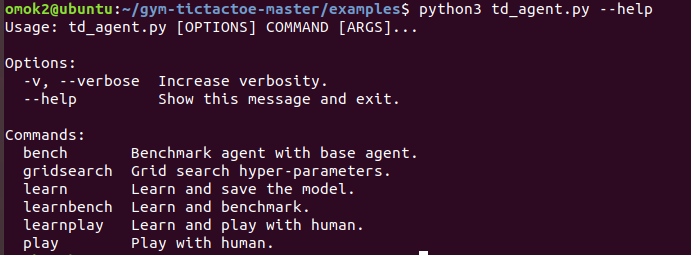 omok2@ubuntu:~/gym-tictactoe-master/examples$ python3 td_agent.py --help
Usage: td_agent.py [OPTIONS] COMMAND [ARGS]...
Options:
-v, --verbose  Increase verbosity.
--help         Show this message and exit.
Commands:
bench       Benchmark agent with base agent.
gridsearch  Grid search hyper-parameters.
learn       Learn and save the model.
learnbench  Learn and benchmark.
learnplay   Learn and play with human.
play        Play with human.